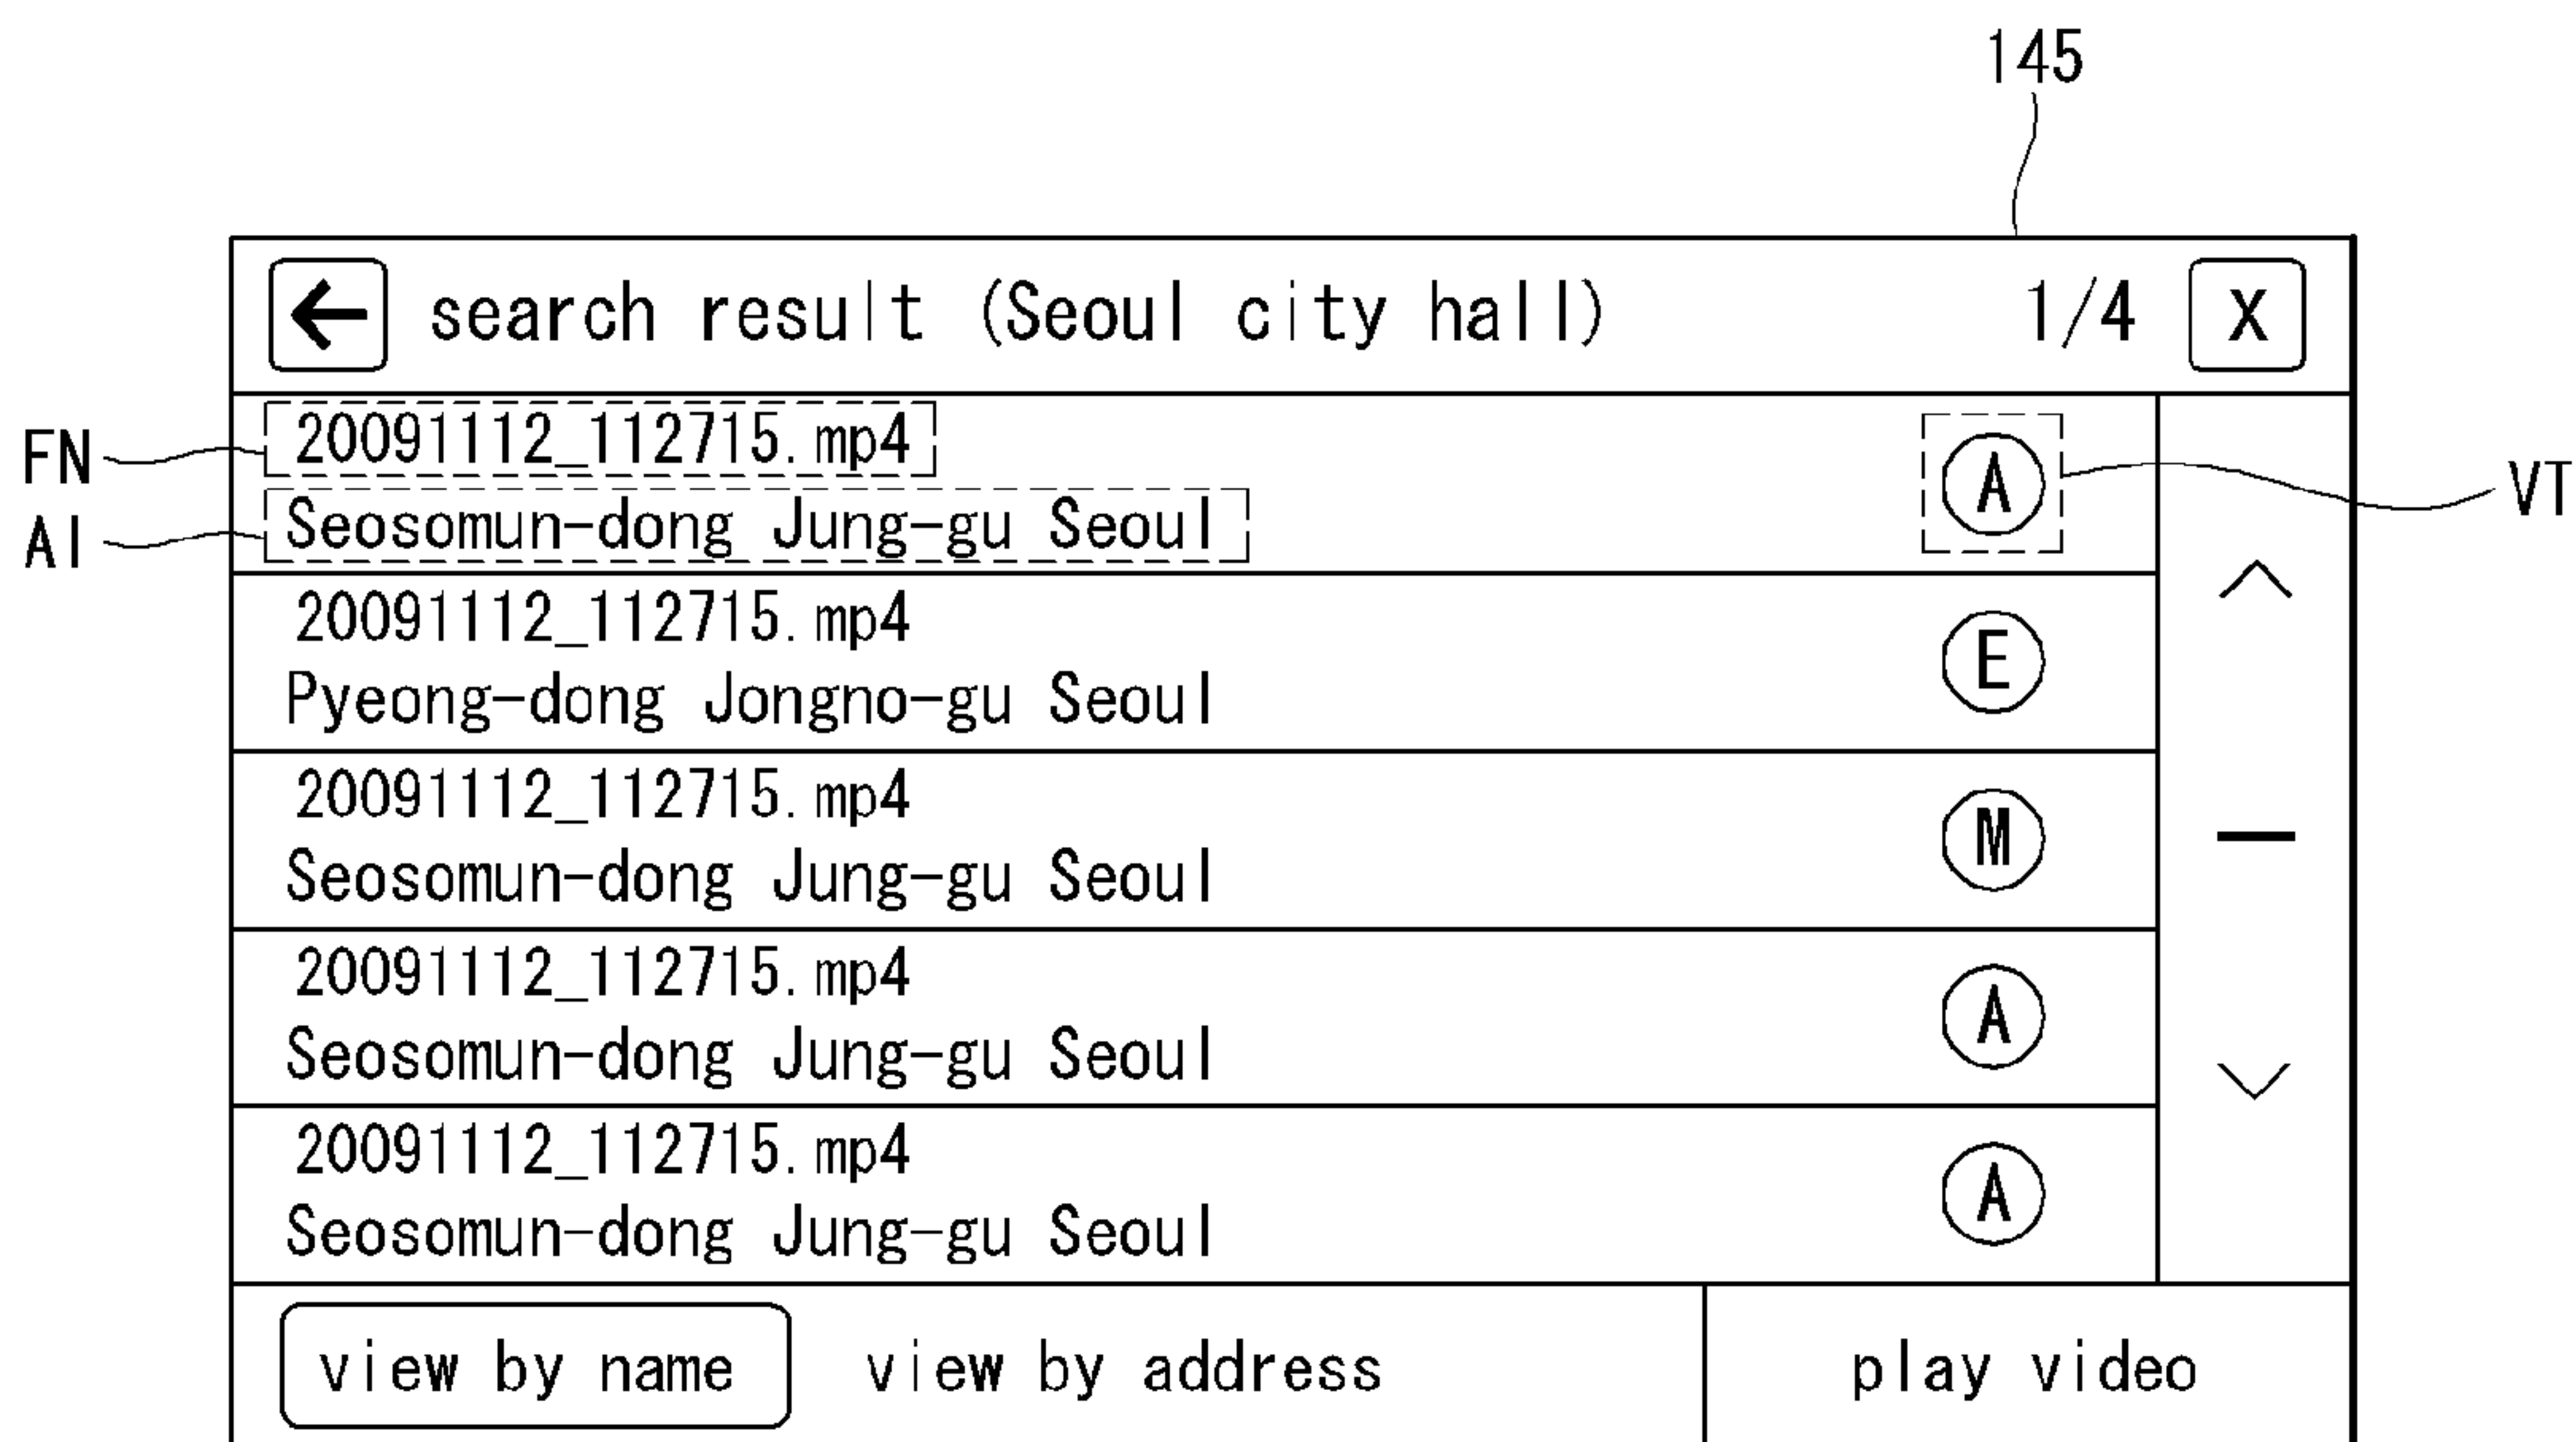 145
← search result (Seoul city hall) 1/4 X
FN 20091112_112715.mp4 A VT
AI Seosomun-dong Jung-gu Seoul
20091112_112715.mp4 E
Pyeong-dong Jongno-gu Seoul
20091112_112715.mp4 M
Seosomun-dong Jung-gu Seoul
20091112_112715.mp4 A
Seosomun-dong Jung-gu Seoul
20091112_112715.mp4 A
Seosomun-dong Jung-gu Seoul
view by name view by address play video